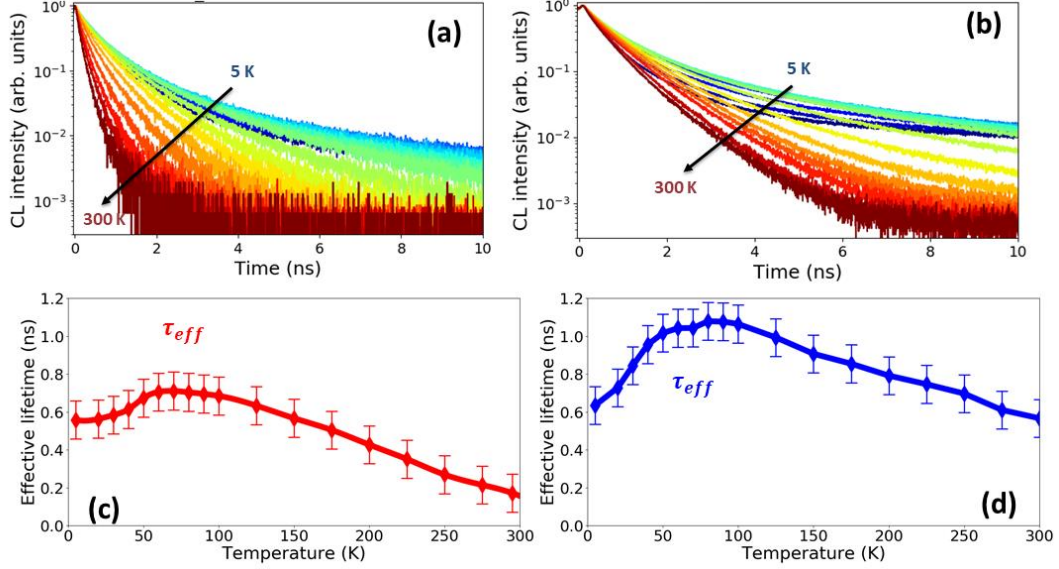 (a)
CL intensity (arb. units)
10⁰
10⁻¹
10⁻²
10⁻³
5 K
300 K
0 2 4 6 8 10
Time (ns)
(b)
CL intensity (arb. units)
10⁰
10⁻¹
10⁻²
10⁻³
5 K
300 K
0 2 4 6 8 10
Time (ns)
Effective lifetime (ns)
1.2
1.0
0.8
0.6
0.4
0.2
0.0
τeff
(c)
0 50 100 150 200 250 300
Temperature (K)
Effective lifetime (ns)
1.2
1.0
0.8
0.6
0.4
0.2
0.0
τeff
(d)
0 50 100 150 200 250 300
Temperature (K)